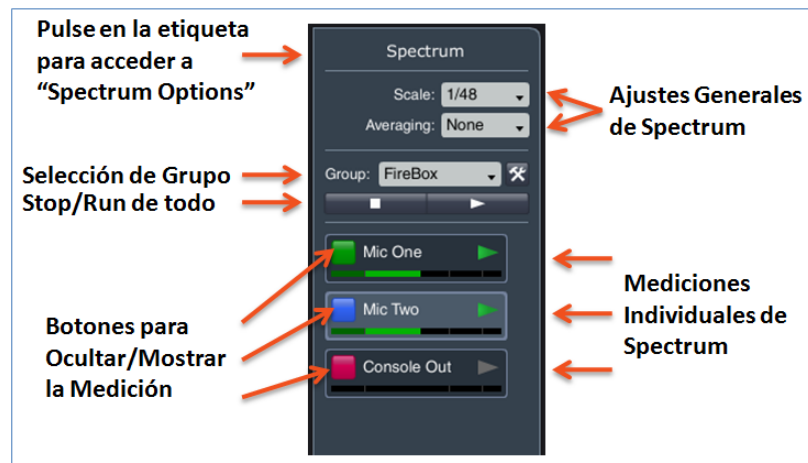 Pulse en la etiqueta
para acceder a
“Spectrum Options”
Spectrum
Scale: 1/48
Averaging: None
Ajustes Generales
de Spectrum
Selección de Grupo
Group: FireBox
Stop/Run de todo
Mic One
Mic Two
Console Out
Botones para
Ocultar/Mostrar
la Medición
Mediciones
Individuales de
Spectrum